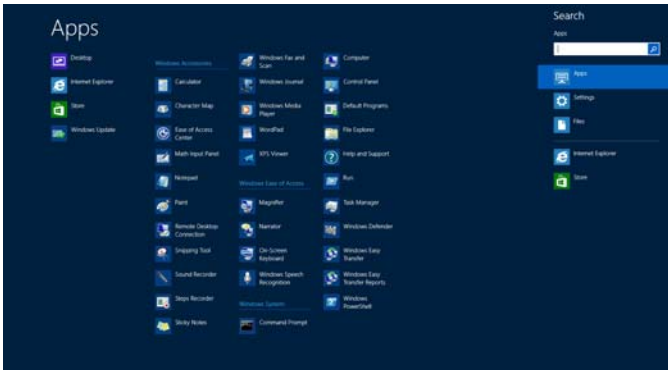 Apps
Desktop
Internet Explorer
Store
Windows Update
Windows Accessories
Calculator
Character Map
Ease of Access
Center
Math Input Panel
Notepad
Paint
Remote Desktop
Connection
Snipping Tool
Sound Recorder
Steps Recorder
Sticky Notes
Windows Fax and
Scan
Windows Journal
Windows Media
Player
WordPad
XPS Viewer
Windows Ease of Access
Magnifier
Narrator
On-Screen
Keyboard
Windows Speech
Recognition
Windows System
Command Prompt
Computer
Control Panel
Default Programs
File Explorer
Help and Support
Run
Task Manager
Windows Defender
Windows Easy
Transfer
Windows Easy
Transfer Reports
Windows
PowerShell
Search
Apps
Apps
Settings
Files
Internet Explorer
Store